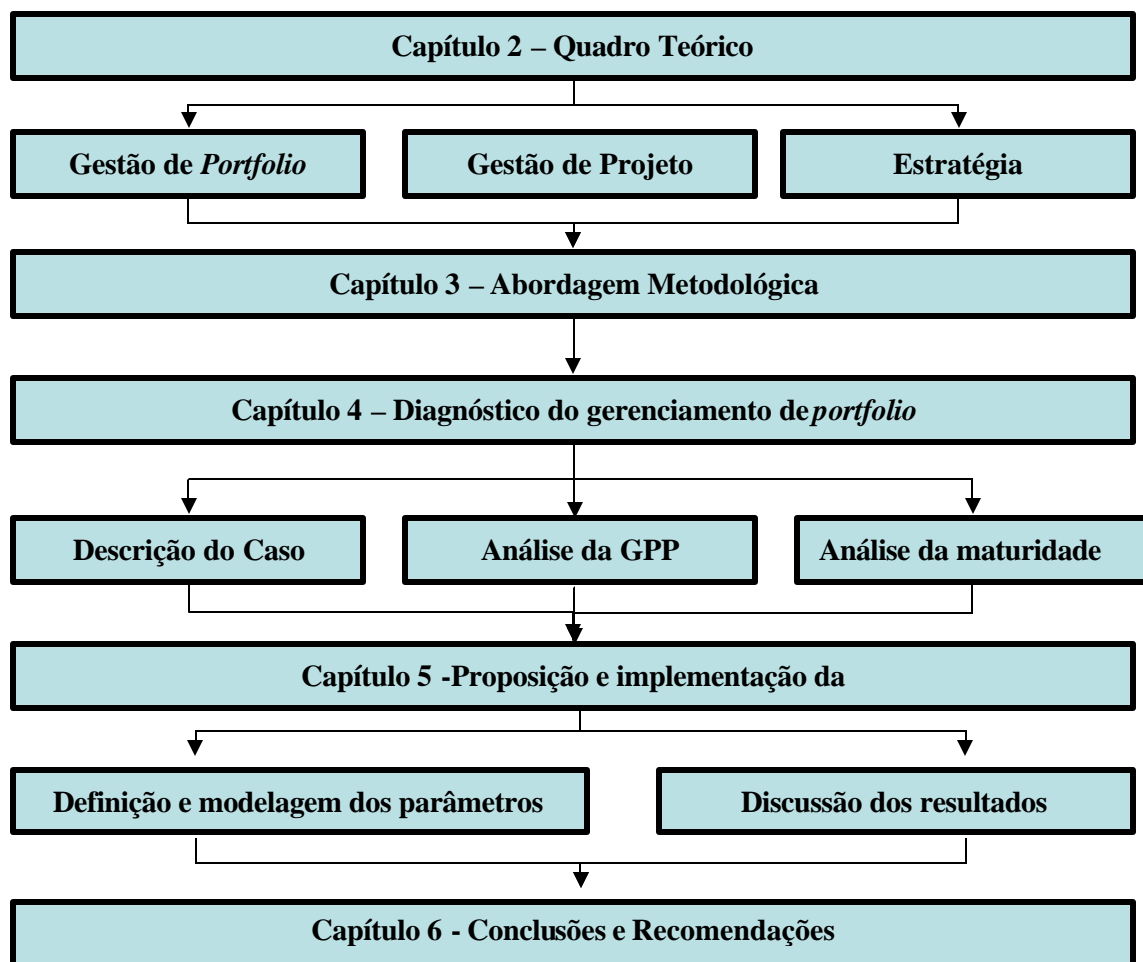 Capítulo 2 – Quadro Teórico
Gestão de Portfolio
Gestão de Projeto
Estratégia
Capítulo 3 – Abordagem Metodológica
Capítulo 4 – Diagnóstico do gerenciamento de portfolio
Descrição do Caso
Análise da GPP
Análise da maturidade
Capítulo 5 -Proposição e implementação da
Definição e modelagem dos parâmetros
Discussão dos resultados
Capítulo 6 - Conclusões e Recomendações